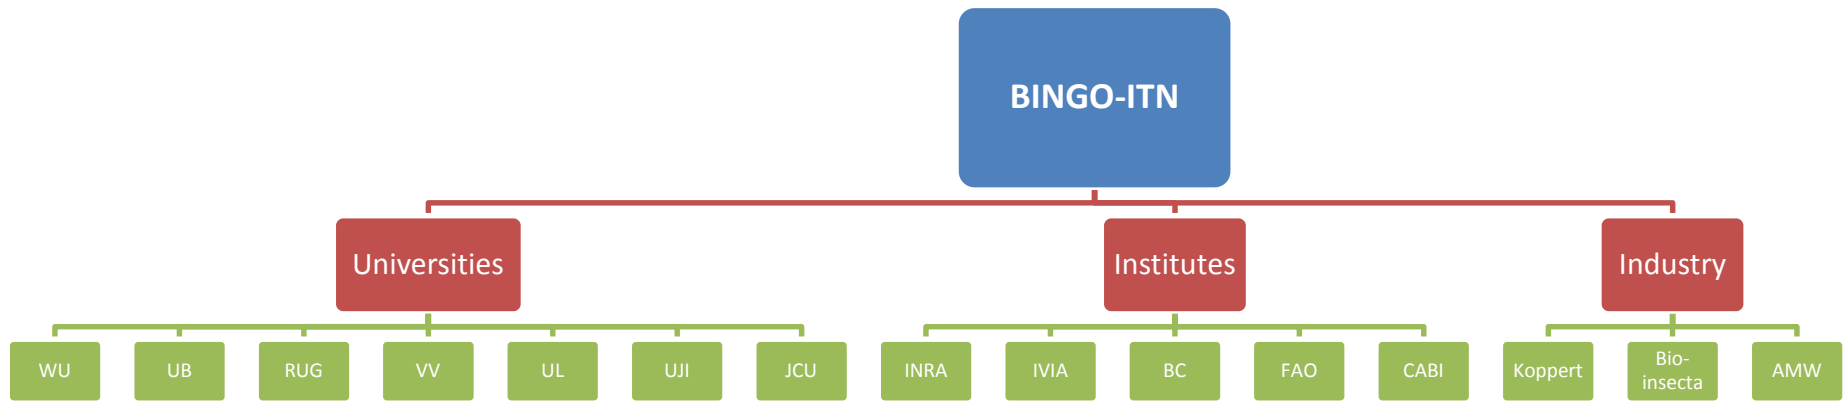 BINGO-ITN
Universities
Institutes
Industry
WU
UB
RUG
VV
UL
UJI
JCU
INRA
IVIA
BC
FAO
CABI
Koppert
Bio-
insecta
AMW